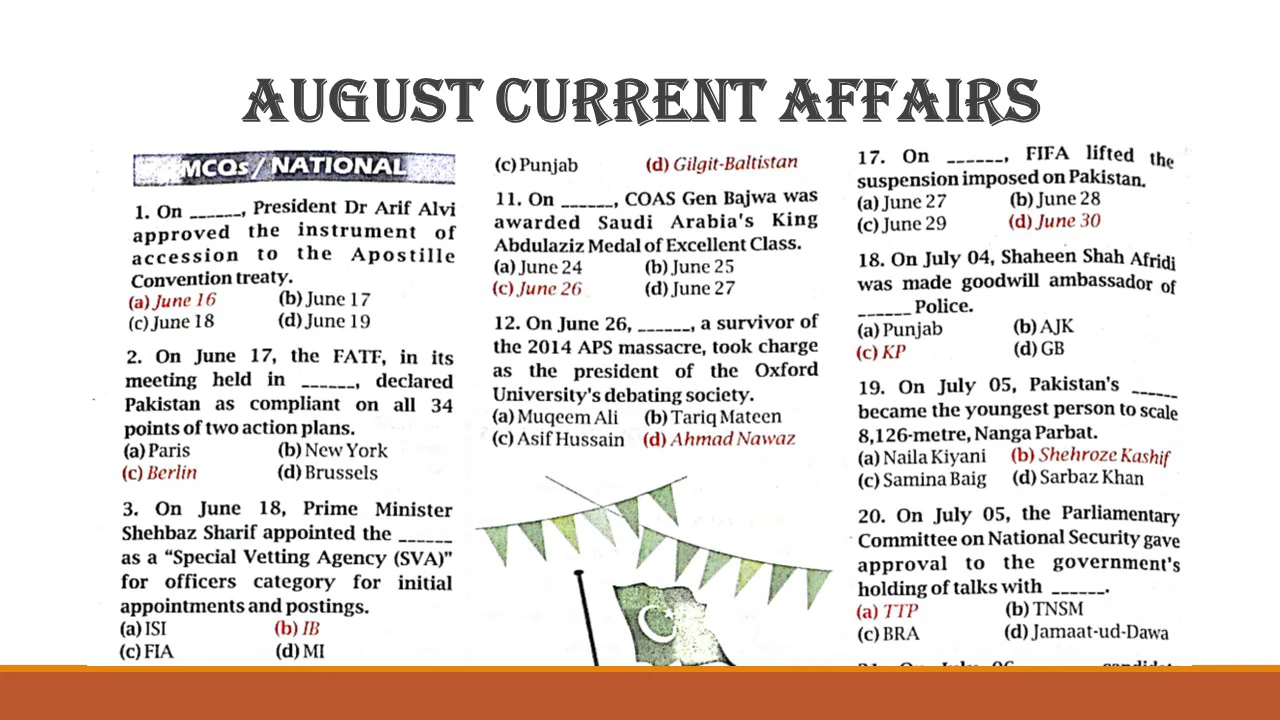 AUGUST CURRENT AFFAIRS
MCQs / NATIONAL
1. On ______, President Dr Arif Alvi
approved the instrument of
accession to the Apostille
Convention treaty.
(a) June 16 (b) June 17
(c) June 18 (d) June 19
2. On June 17, the FATF, in its
meeting held in ______, declared
Pakistan as compliant on all 34
points of two action plans.
(a) Paris (b) New York
(c) Berlin (d) Brussels
3. On June 18, Prime Minister
Shehbaz Sharif appointed the ______
as a “Special Vetting Agency (SVA)”
for officers category for initial
appointments and postings.
(a) ISI (b) IB
(c) FIA (d) MI
(c) Punjab (d) Gilgit-Baltistan
11. On ______, COAS Gen Bajwa was
awarded Saudi Arabia's King
Abdulaziz Medal of Excellent Class.
(a) June 24 (b) June 25
(c) June 26 (d) June 27
12. On June 26, ______, a survivor of
the 2014 APS massacre, took charge
as the president of the Oxford
University's debating society.
(a) Muqeem Ali (b) Tariq Mateen
(c) Asif Hussain (d) Ahmad Nawaz
17. On ______, FIFA lifted the
suspension imposed on Pakistan.
(a) June 27 (b) June 28
(c) June 29 (d) June 30
18. On July 04, Shaheen Shah Afridi
was made goodwill ambassador of
______ Police.
(a) Punjab (b) AJK
(c) KP (d) GB
19. On July 05, Pakistan's ______
became the youngest person to scale
8,126-metre, Nanga Parbat.
(a) Naila Kiyani (b) Shehroze Kashif
(c) Samina Baig (d) Sarbaz Khan
20. On July 05, the Parliamentary
Committee on National Security gave
approval to the government's
holding of talks with ______.
(a) TTP (b) TNSM
(c) BRA (d) Jamaat-ud-Dawa